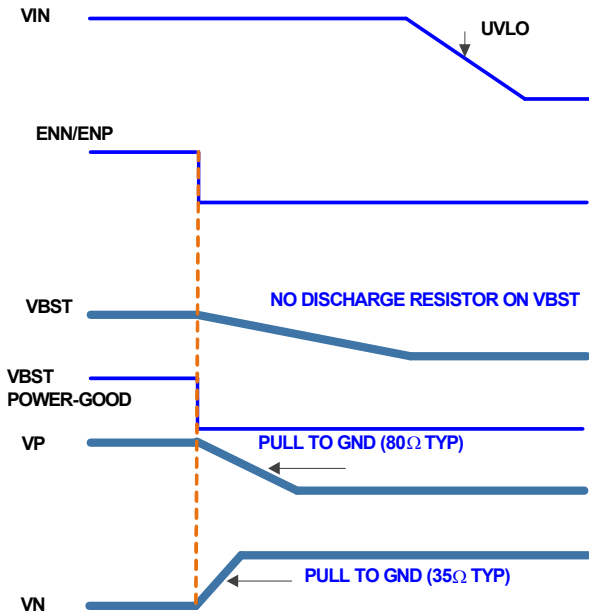 VIN
UVLO
ENN/ENP
NO DISCHARGE RESISTOR ON VBST
VBST
VBST
POWER-GOOD
PULL TO GND (80Ω TYP)
VP
PULL TO GND (35Ω TYP)
VN